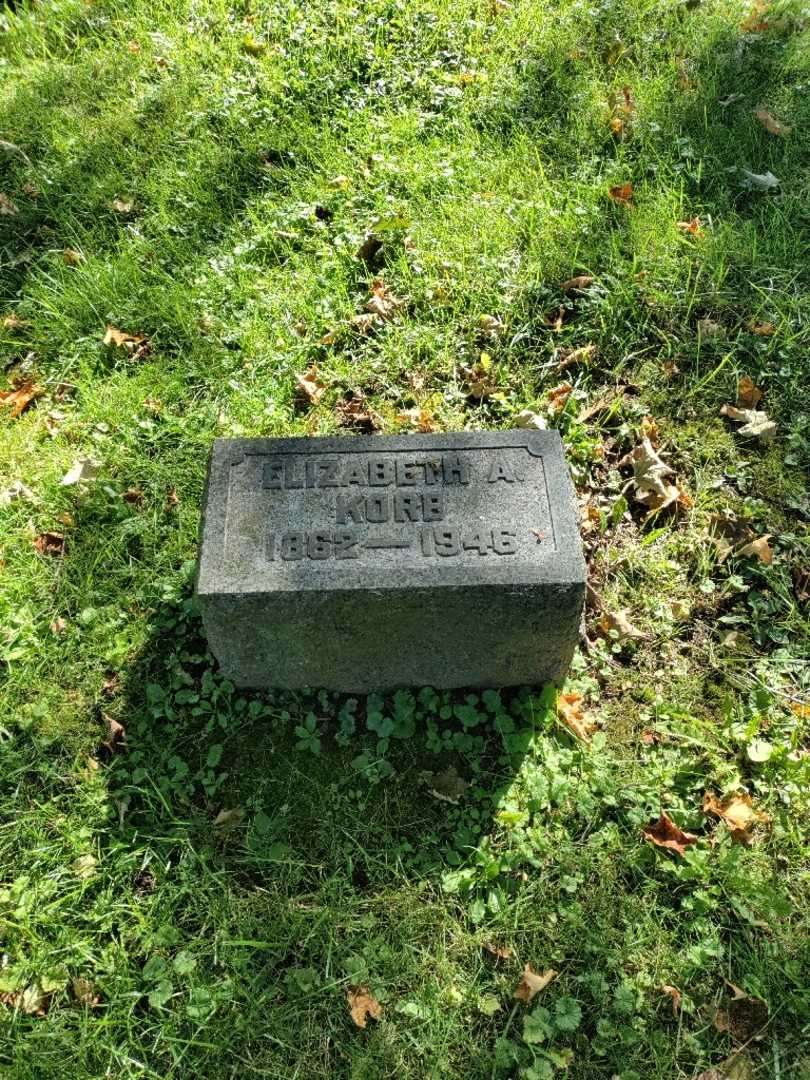 ELIZABETH A.
KORB
1862—1946